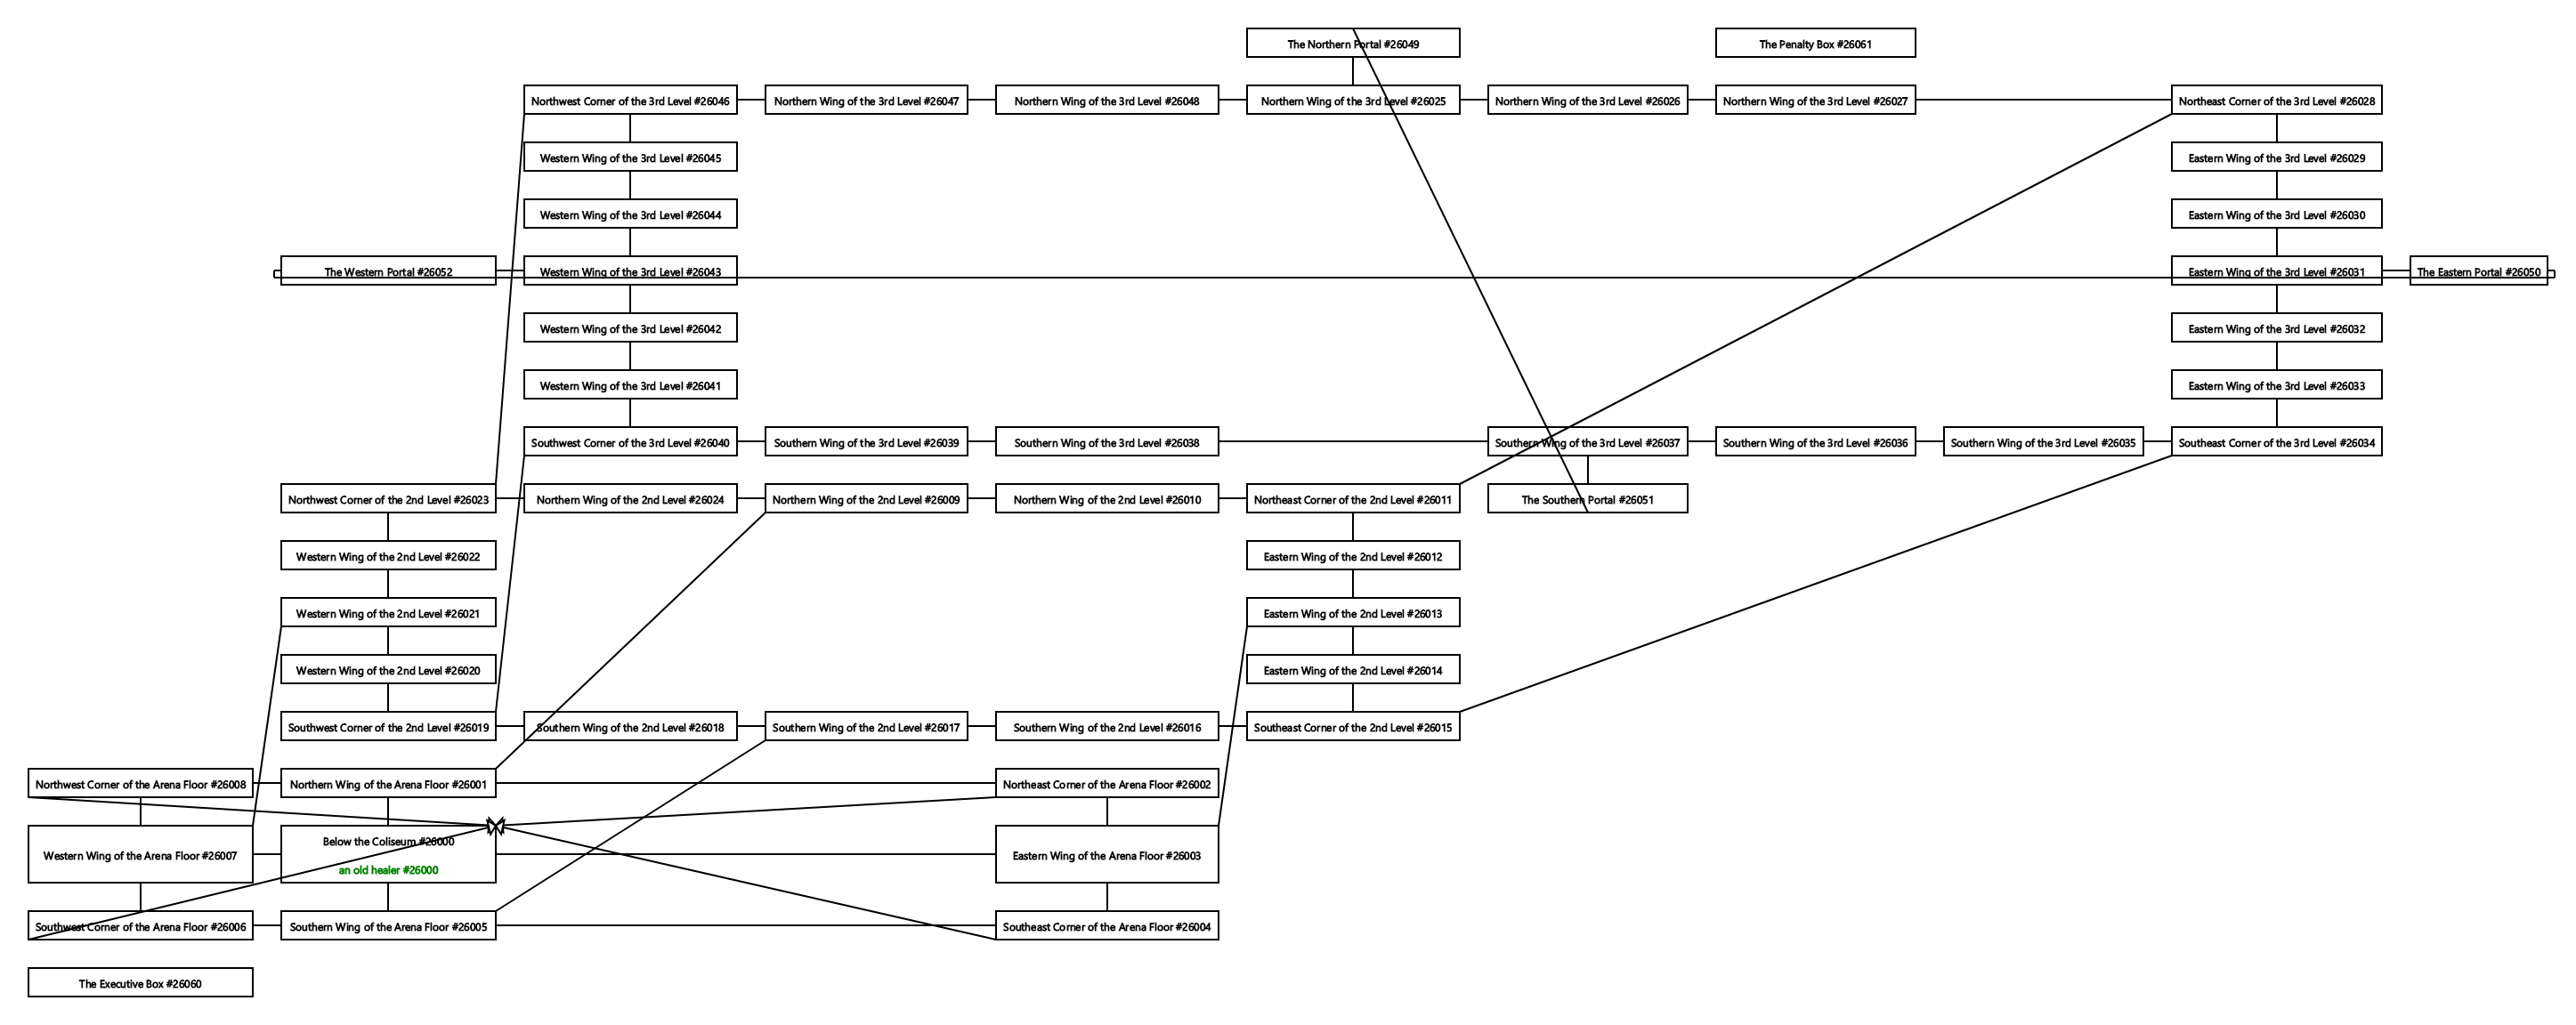 The Northern Portal #26049
The Penalty Box #26061
Northwest Corner of the 3rd Level #26046
Northern Wing of the 3rd Level #26047
Northern Wing of the 3rd Level #26048
Northern Wing of the 3rd Level #26025
Northern Wing of the 3rd Level #26026
Northern Wing of the 3rd Level #26027
Northeast Corner of the 3rd Level #26028
Western Wing of the 3rd Level #26045
Eastern Wing of the 3rd Level #26029
Western Wing of the 3rd Level #26044
Eastern Wing of the 3rd Level #26030
The Western Portal #26052
Western Wing of the 3rd Level #26043
Eastern Wing of the 3rd Level #26031
The Eastern Portal #26050
Western Wing of the 3rd Level #26042
Eastern Wing of the 3rd Level #26032
Western Wing of the 3rd Level #26041
Eastern Wing of the 3rd Level #26033
Southwest Corner of the 3rd Level #26040
Southern Wing of the 3rd Level #26039
Southern Wing of the 3rd Level #26038
Southern Wing of the 3rd Level #26037
Southern Wing of the 3rd Level #26036
Southern Wing of the 3rd Level #26035
Southeast Corner of the 3rd Level #26034
Northwest Corner of the 2nd Level #26023
Northern Wing of the 2nd Level #26024
Northern Wing of the 2nd Level #26009
Northern Wing of the 2nd Level #26010
Northeast Corner of the 2nd Level #26011
The Southern Portal #26051
Western Wing of the 2nd Level #26022
Eastern Wing of the 2nd Level #26012
Western Wing of the 2nd Level #26021
Eastern Wing of the 2nd Level #26013
Western Wing of the 2nd Level #26020
Eastern Wing of the 2nd Level #26014
Southwest Corner of the 2nd Level #26019
Southern Wing of the 2nd Level #26018
Southern Wing of the 2nd Level #26017
Southern Wing of the 2nd Level #26016
Southeast Corner of the 2nd Level #26015
Northwest Corner of the Arena Floor #26008
Northern Wing of the Arena Floor #26001
Northeast Corner of the Arena Floor #26002
Below the Coliseum #26000
Western Wing of the Arena Floor #26007
Eastern Wing of the Arena Floor #26003
an old healer #26000
Southwest Corner of the Arena Floor #26006
Southern Wing of the Arena Floor #26005
Southeast Corner of the Arena Floor #26004
The Executive Box #26060